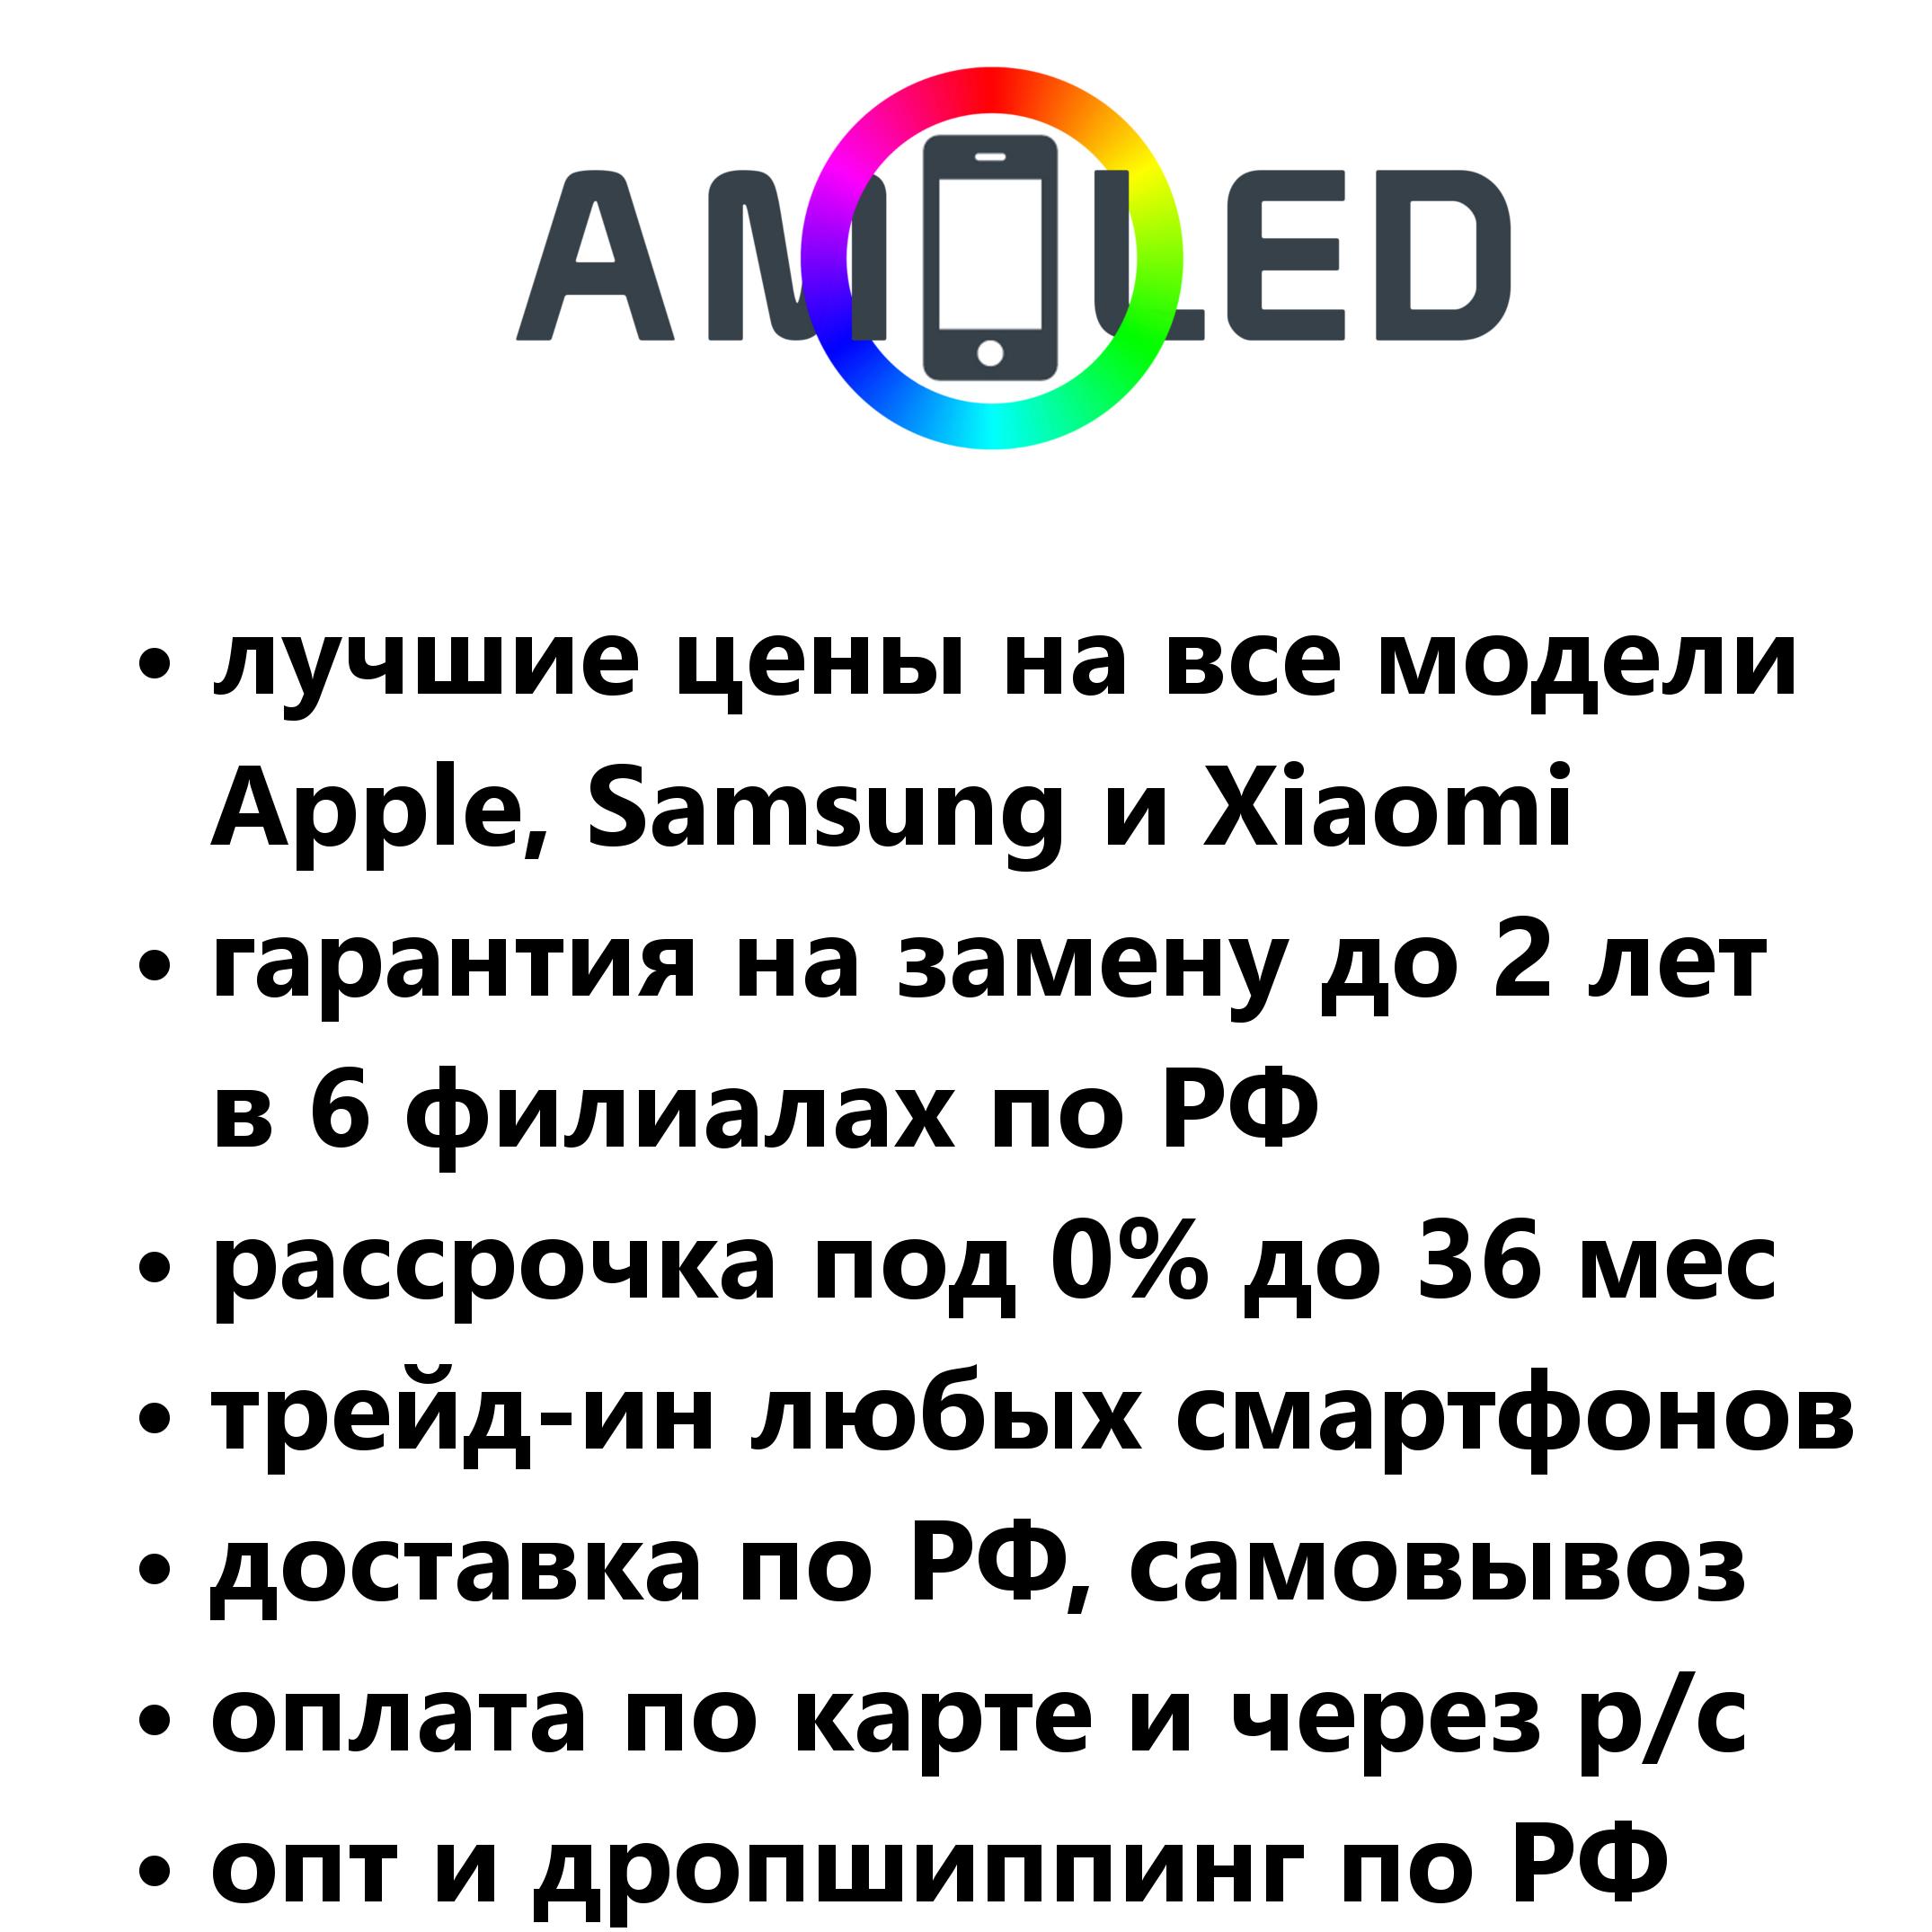 AMOLED
• лучшие цены на все модели
Apple, Samsung и Xiaomi
• гарантия на замену до 2 лет
в 6 филиалах по РФ
• рассрочка под 0% до 36 мес
• трейд-ин любых смартфонов
• доставка по РФ, самовывоз
• оплата по карте и через р/с
• опт и дропшиппинг по РФ